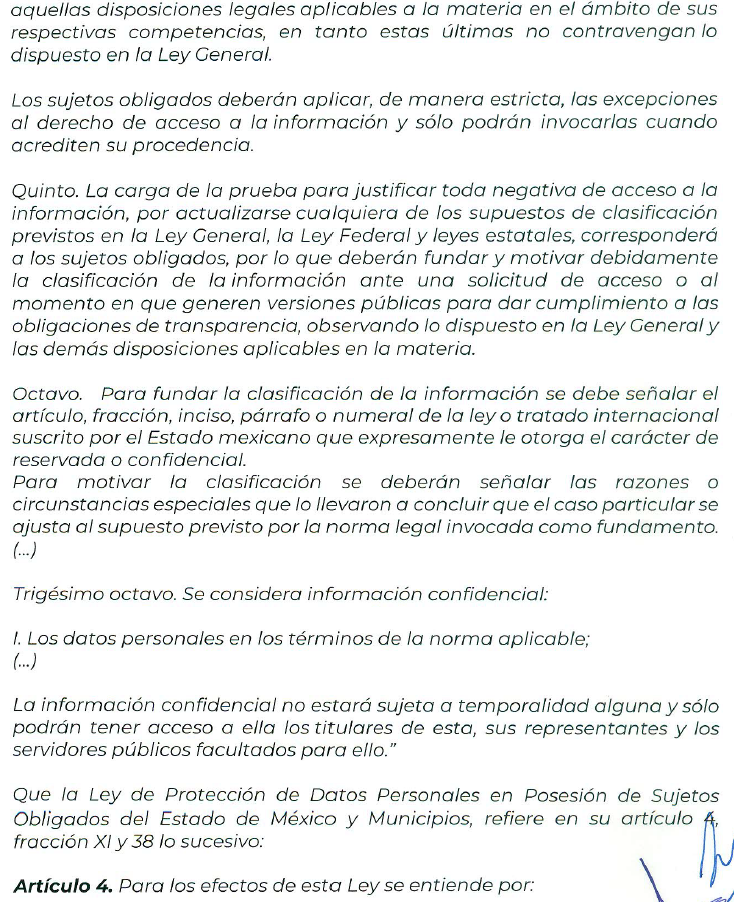 aquellas disposiciones legales aplicables a la materia en el ámbito de sus
respectivas competencias, en tanto estas últimas no contravengan lo
dispuesto en la Ley General.
Los sujetos obligados deberán aplicar, de manera estricta, las excepciones
al derecho de acceso a la información y sólo podrán invocarlas cuando
acrediten su procedencia.
Quinto. La carga de la prueba para justificar toda negativa de acceso a la
información, por actualizarse cualquiera de los supuestos de clasificación
previstos en la Ley General, la Ley Federal y leyes estatales, corresponderá
a los sujetos obligados, por lo que deberán fundar y motivar debidamente
la clasificación de la información ante una solicitud de acceso o al
momento en que generen versiones públicas para dar cumplimiento a las
obligaciones de transparencia, observando lo dispuesto en la Ley General y
las demás disposiciones aplicables en la materia.
Octavo. Para fundar la clasificación de la información se debe señalar el
artículo, fracción, inciso, párrafo o numeral de la ley o tratado internacional
suscrito por el Estado mexicano que expresamente le otorga el carácter de
reservada o confidencial.
Para motivar la clasificación se deberán señalar las razones o
circunstancias especiales que lo llevaron a concluir que el caso particular se
ajusta al supuesto previsto por la norma legal invocada como fundamento.
(...)
Trigésimo octavo. Se considera información confidencial:
I. Los datos personales en los términos de la norma aplicable;
(...)
La información confidencial no estará sujeta a temporalidad alguna y sólo
podrán tener acceso a ella los titulares de esta, sus representantes y los
servidores públicos facultados para ello.”
Que la Ley de Protección de Datos Personales en Posesión de Sujetos
Obligados del Estado de México y Municipios, refiere en su artículo 4,
fracción XI y 38 lo sucesivo:
Artículo 4. Para los efectos de esta Ley se entiende por: